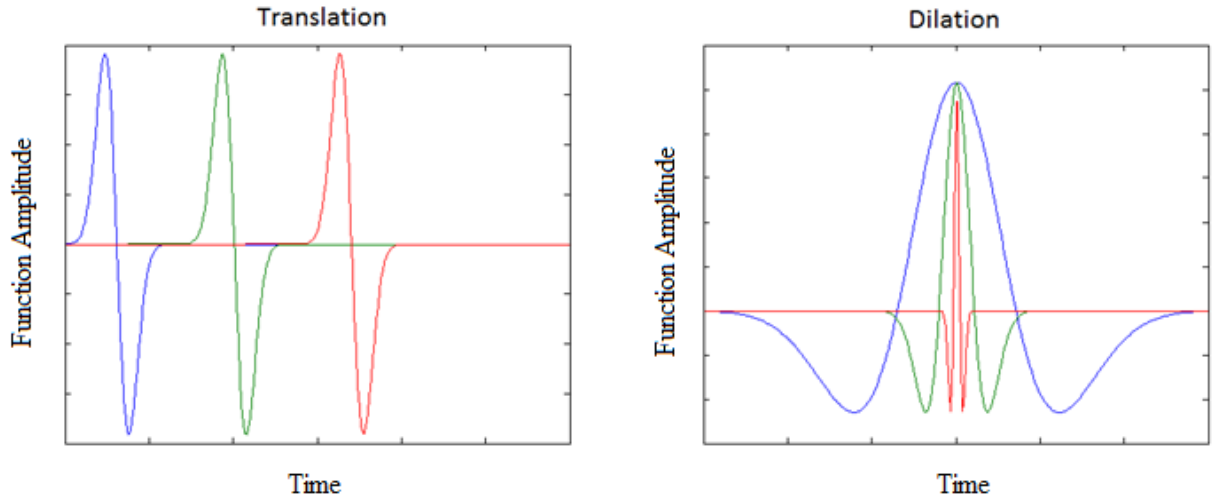 Translation
Function Amplitude
Time
Dilation
Function Amplitude
Time